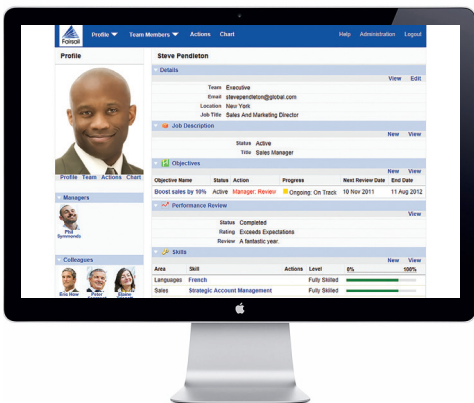 Fairsail
Profile Team Members Actions Chart Help Administration Logout
Profile
Profile Team Actions Chart
Managers
Phil
Symmonds
Colleagues
Eric How Peter Elaine
Steve Pendleton
Details
View Edit
Team Executive
Email stevependleton@global.com
Location New York
Job Title Sales And Marketing Director
Job Description
New View
Status Active
Title Sales Manager
Objectives
New View
Objective Name Status Action Progress Next Review Date End Date
Boost sales by 10% Active Manager: Review Ongoing: On Track 10 Nov 2011 11 Aug 2012
Performance Review
View
Status Completed
Rating Exceeds Expectations
Review A fantastic year.
Skills
New View
Area Skill Actions Level 0% 100%
Languages French Fully Skilled
Sales Strategic Account Management Fully Skilled